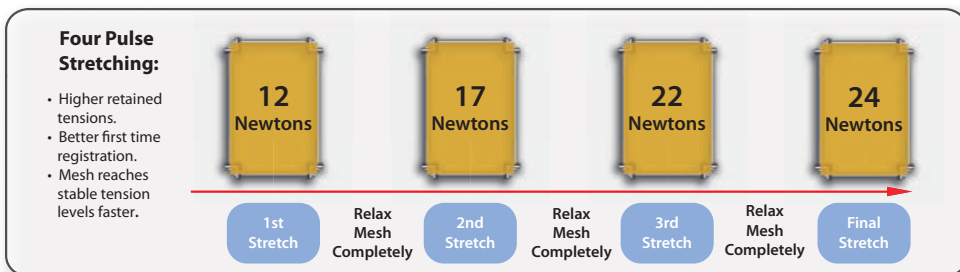 Four Pulse
Stretching:
• Higher retained
tensions.
• Better first time
registration.
• Mesh reaches
stable tension
levels faster.
12
Newtons
17
Newtons
22
Newtons
24
Newtons
1st
Stretch
Relax
Mesh
Completely
2nd
Stretch
Relax
Mesh
Completely
3rd
Stretch
Relax
Mesh
Completely
Final
Stretch